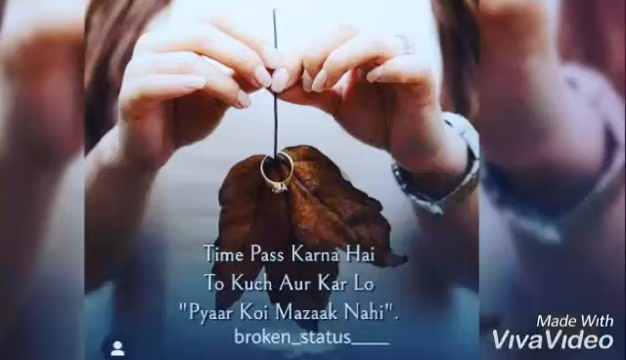 Time Pass Karna Hai
To Kuch Aur Kar Lo
"Pyaar Koi Mazaak Nahi".
broken_status____
Made With
VivaVideo